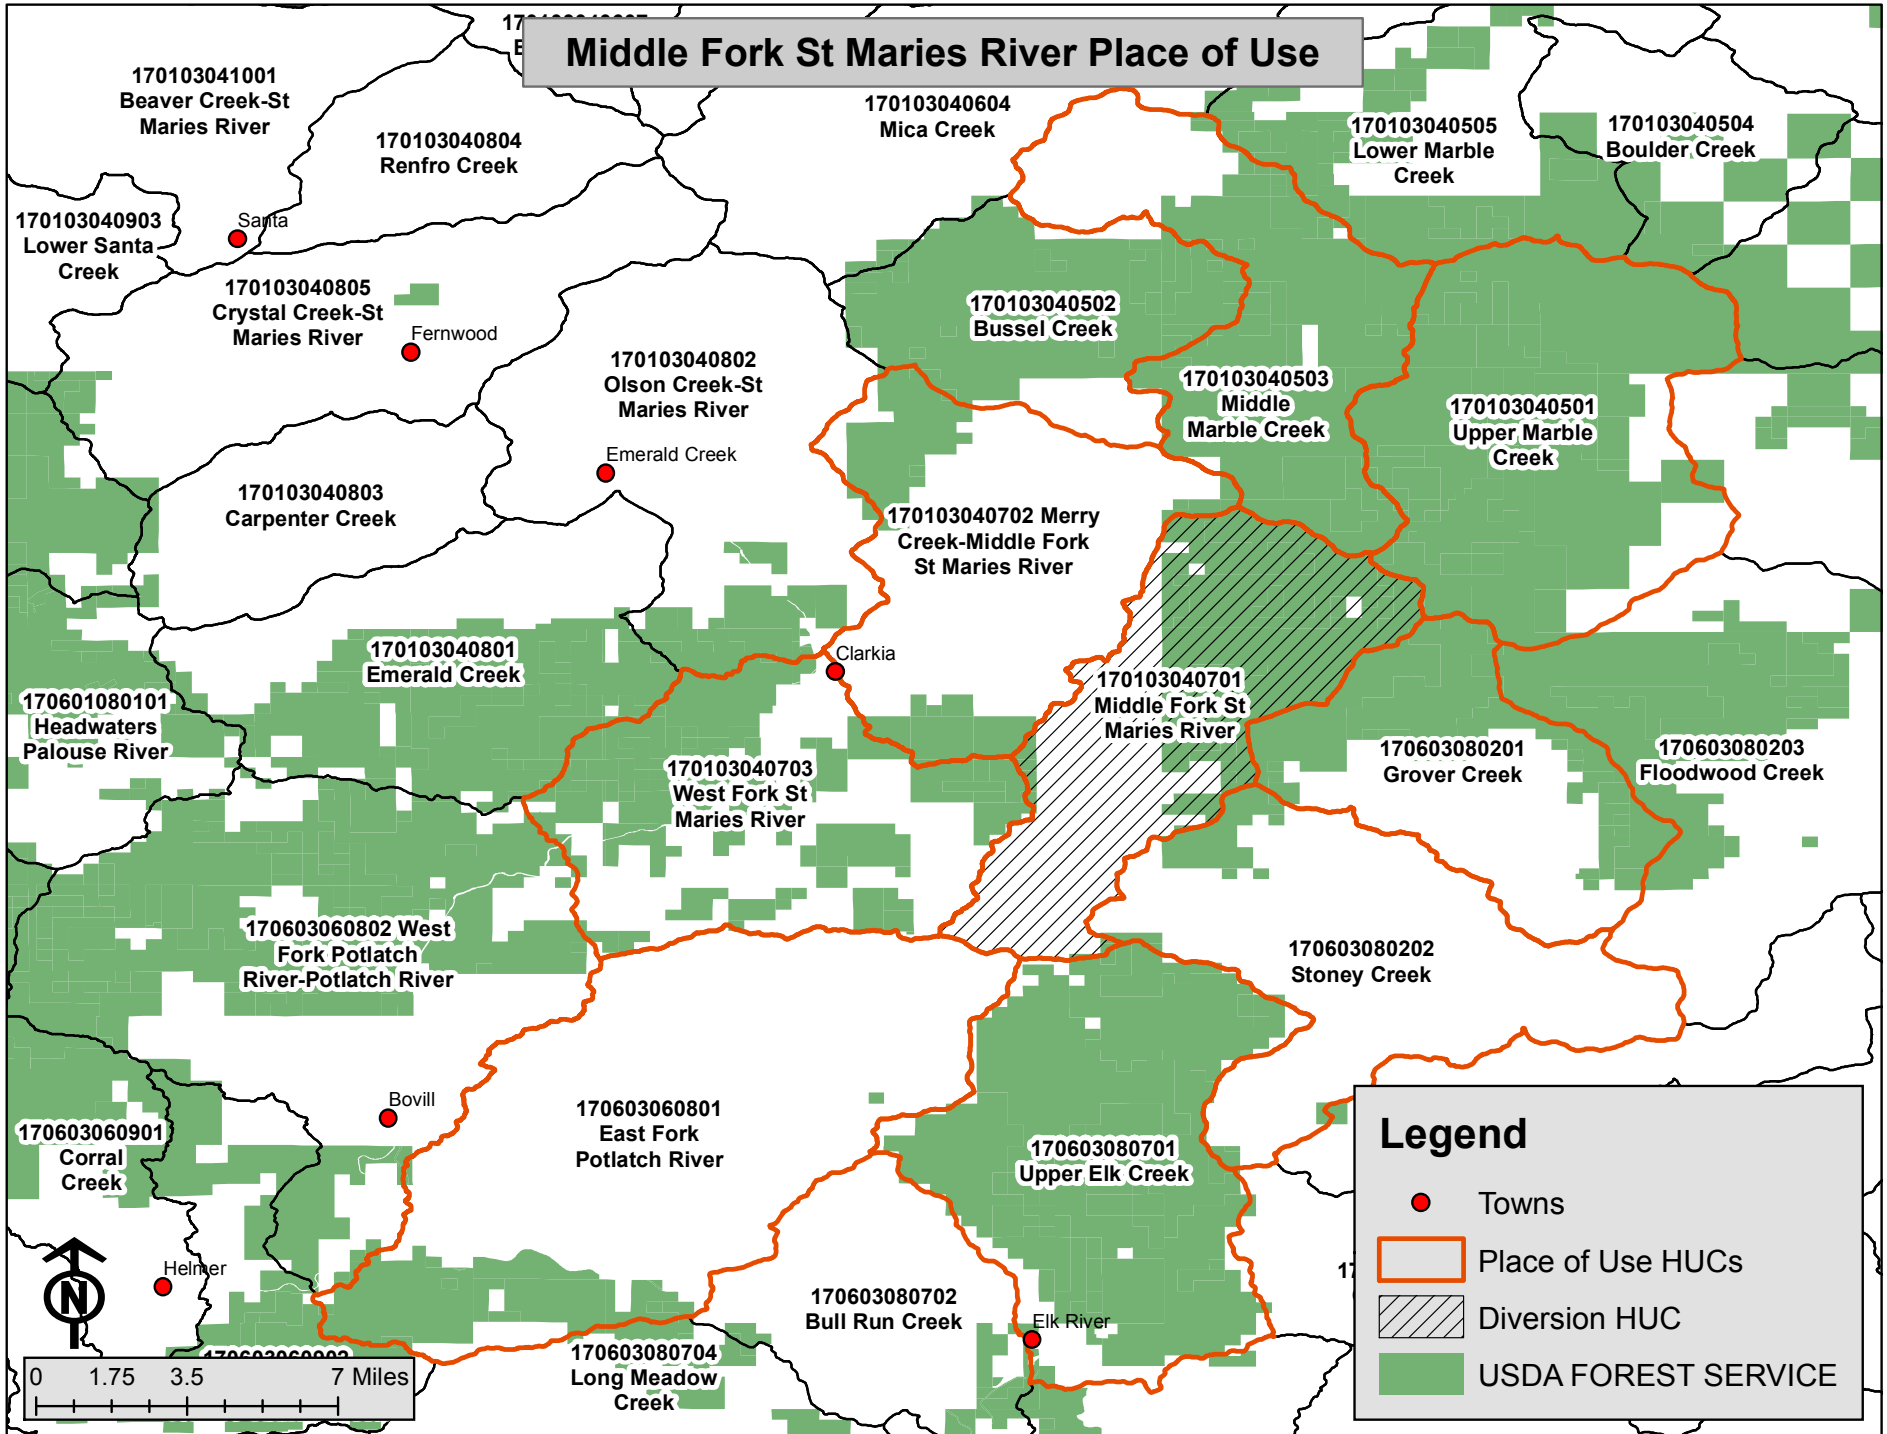 Middle Fork St Maries River Place of Use
170103041001
Beaver Creek-St
Maries River
170103040804
Renfro Creek
170103040604
Mica Creek
170103040505
Lower Marble
Creek
170103040504
Boulder Creek
170103040903
Lower Santa
Creek
Santa
170103040805
Crystal Creek-St
Maries River
Fernwood
170103040502
Bussel Creek
170103040802
Olson Creek-St
Maries River
170103040503
Middle
Marble Creek
170103040501
Upper Marble
Creek
Emerald Creek
170103040803
Carpenter Creek
170103040702 Merry
Creek-Middle Fork
St Maries River
170103040801
Emerald Creek
Clarkia
170103040701
Middle Fork St
Maries River
170601080101
Headwaters
Palouse River
170103040703
West Fork St
Maries River
170603080201
Grover Creek
170603080203
Floodwood Creek
170603060802 West
Fork Potlatch
River-Potlatch River
170603080202
Stoney Creek
Bovill
170603060801
East Fork
Potlatch River
170603060901
Corral
Creek
170603080701
Upper Elk Creek
Helmer
170603080702
Bull Run Creek
Elk River
170603080704
Long Meadow
Creek
0 1.75 3.5 7 Miles
N
Legend
Towns
Place of Use HUCs
Diversion HUC
USDA FOREST SERVICE